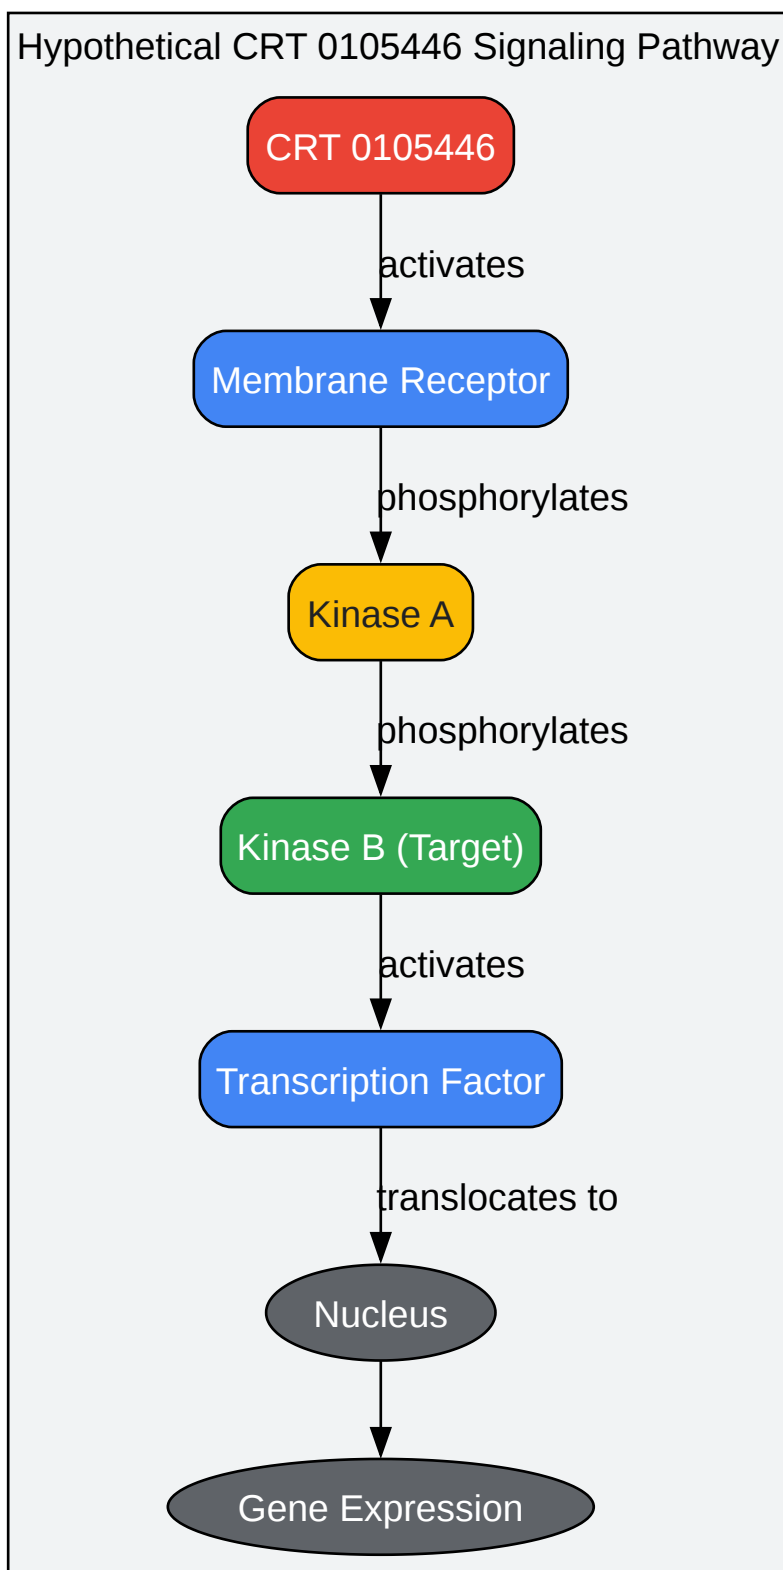 Hypothetical CRT 0105446 Signaling Pathway
CRT 0105446
activates
Membrane Receptor
phosphorylates
Kinase A
phosphorylates
Kinase B (Target)
activates
Transcription Factor
translocates to
Nucleus
Gene Expression